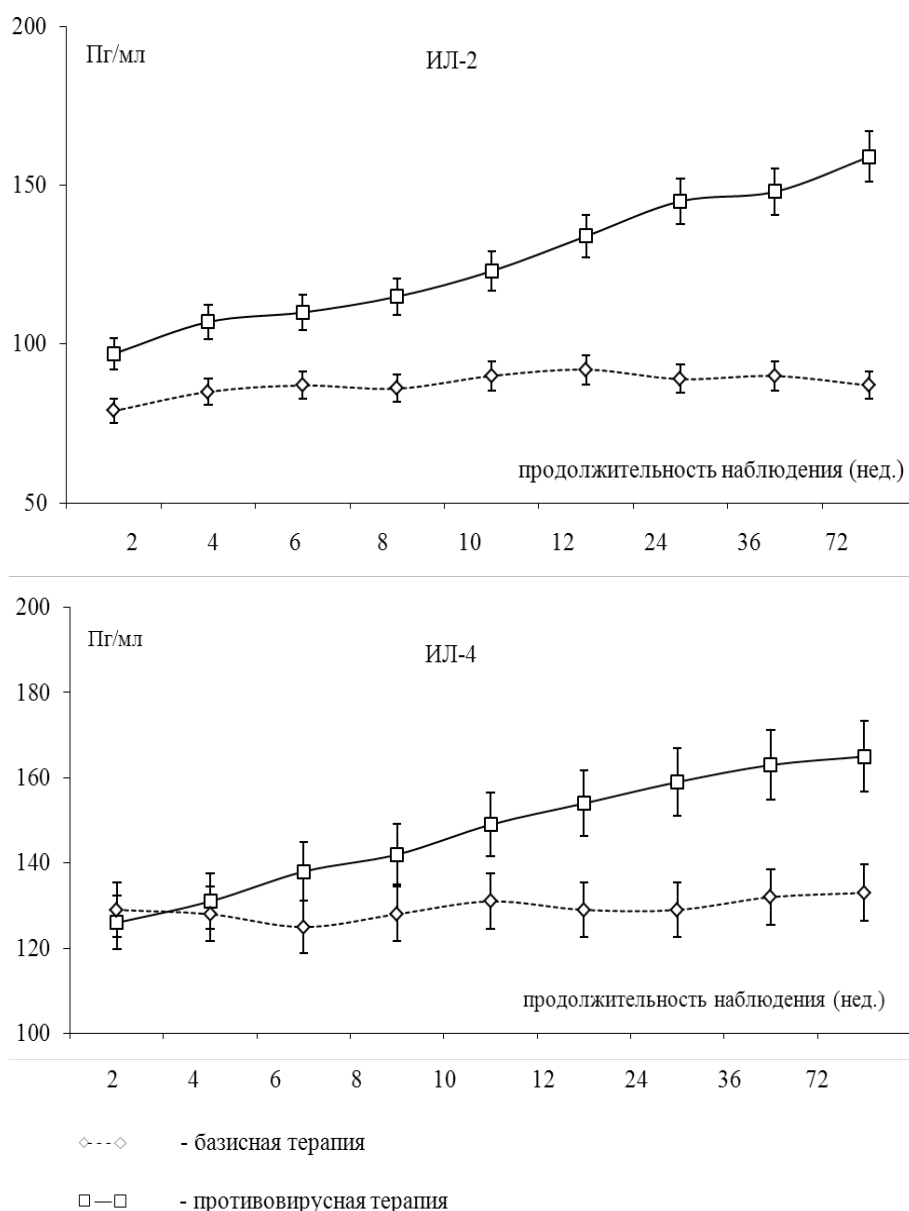 200
Пг/мл
ИЛ-2
150
100
продолжительность наблюдения (нед.)
50
2 4 6 8 10 12 24 36 72
200
Пг/мл
ИЛ-4
180
160
140
120
продолжительность наблюдения (нед.)
100
2 4 6 8 10 12 24 36 72
- базисная терапия
- противовирусная терапия